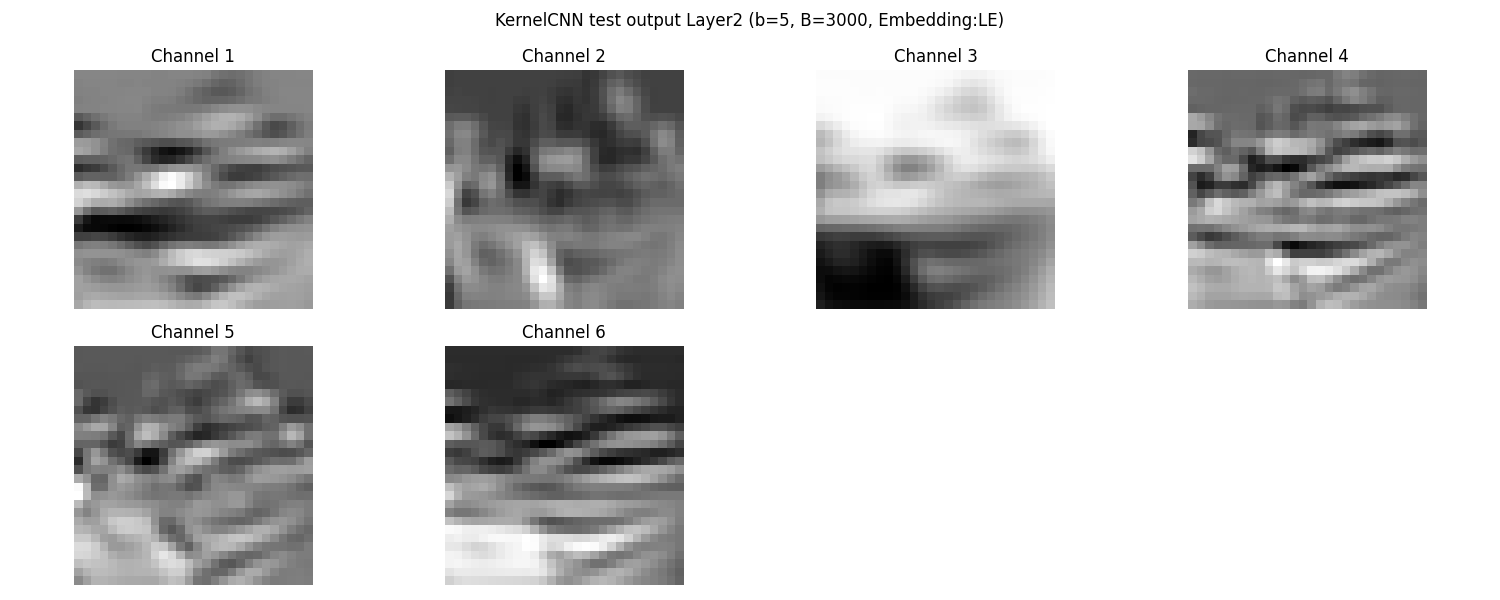 KernelCNN test output Layer2 (b=5, B=3000, Embedding:LE)
Channel 1
Channel 2
Channel 3
Channel 4
Channel 5
Channel 6